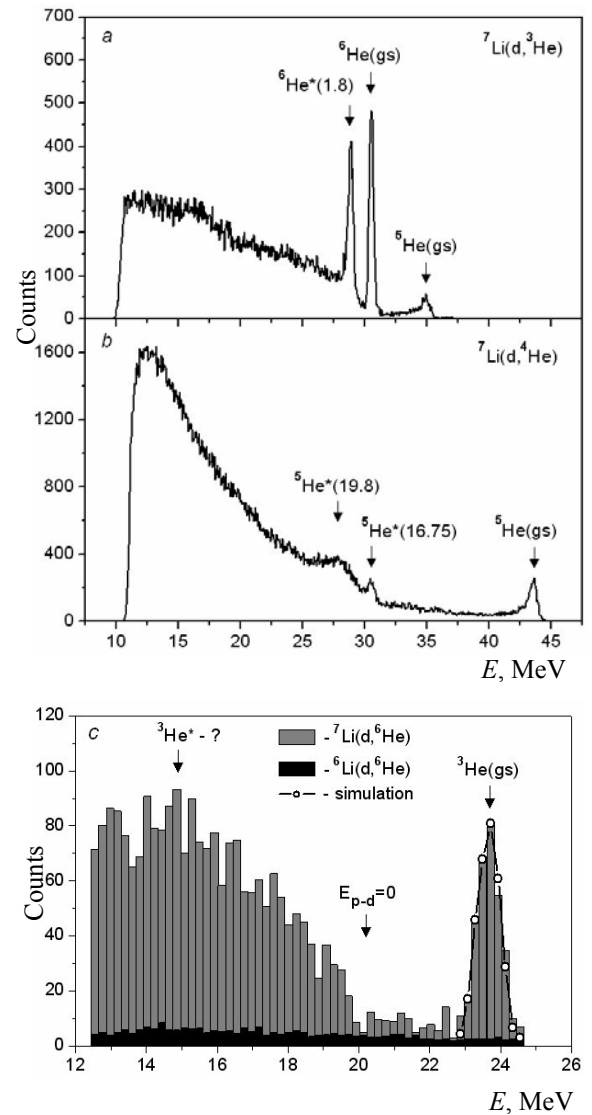 700
a
⁷Li(d,³He)
600
⁶He(gs)
500
⁶He*(1.8)
400
300
⁵He(gs)
200
100
0
Counts
b
⁷Li(d,⁴He)
1600
1200
⁵He*(19.8)
800
⁵He*(16.75)
⁵He(gs)
400
0
10 15 20 25 30 35 40 45
E, MeV
120
c
³He* - ?
- ⁷Li(d,⁶He)
- ⁶Li(d,⁶He)
³He(gs)
100
- simulation
80
60
E_p-d=0
40
20
0
Counts
12 14 16 18 20 22 24 26
E, MeV